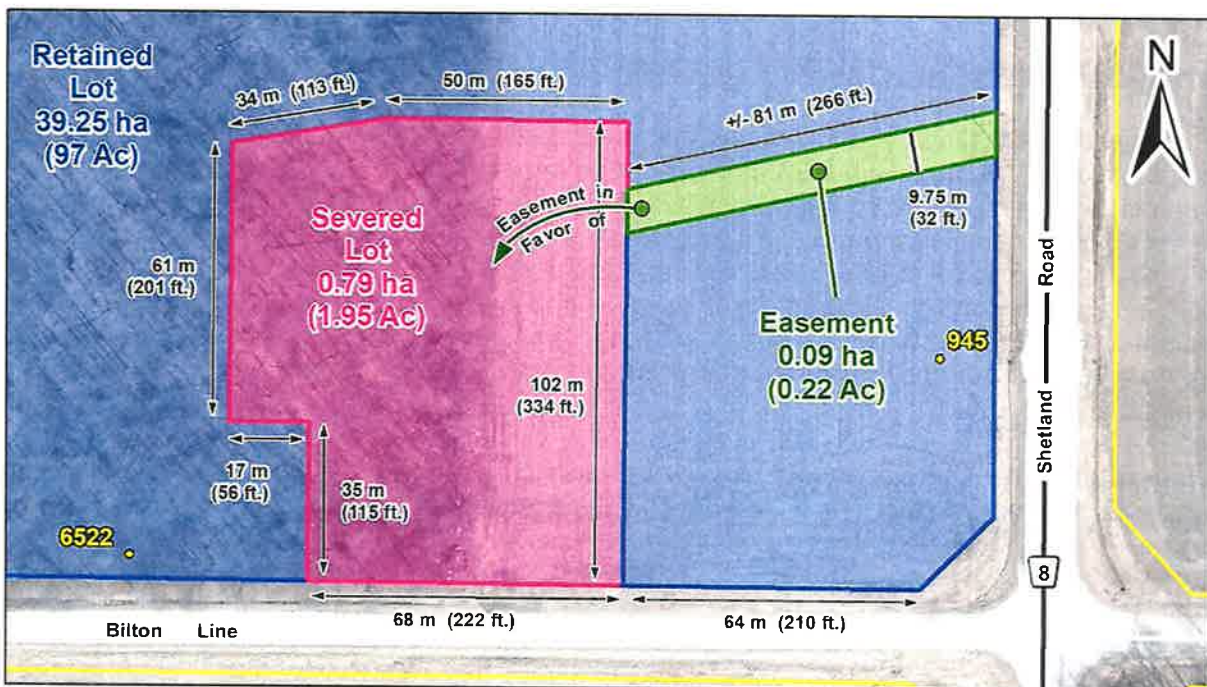 Retained
Lot
39.25 ha
(97 Ac)
34 m (113 ft.)
50 m (165 ft.)
+/- 81 m (266 ft.)
N
Easement in
Favor of
9.75 m
(32 ft.)
Severed
Lot
0.79 ha
(1.95 Ac)
61 m
(201 ft.)
Easement
0.09 ha
(0.22 Ac)
945
Shetland Road
102 m
(334 ft.)
17 m
(56 ft.)
35 m
(115 ft.)
6522
8
68 m (222 ft.)
64 m (210 ft.)
Bilton Line